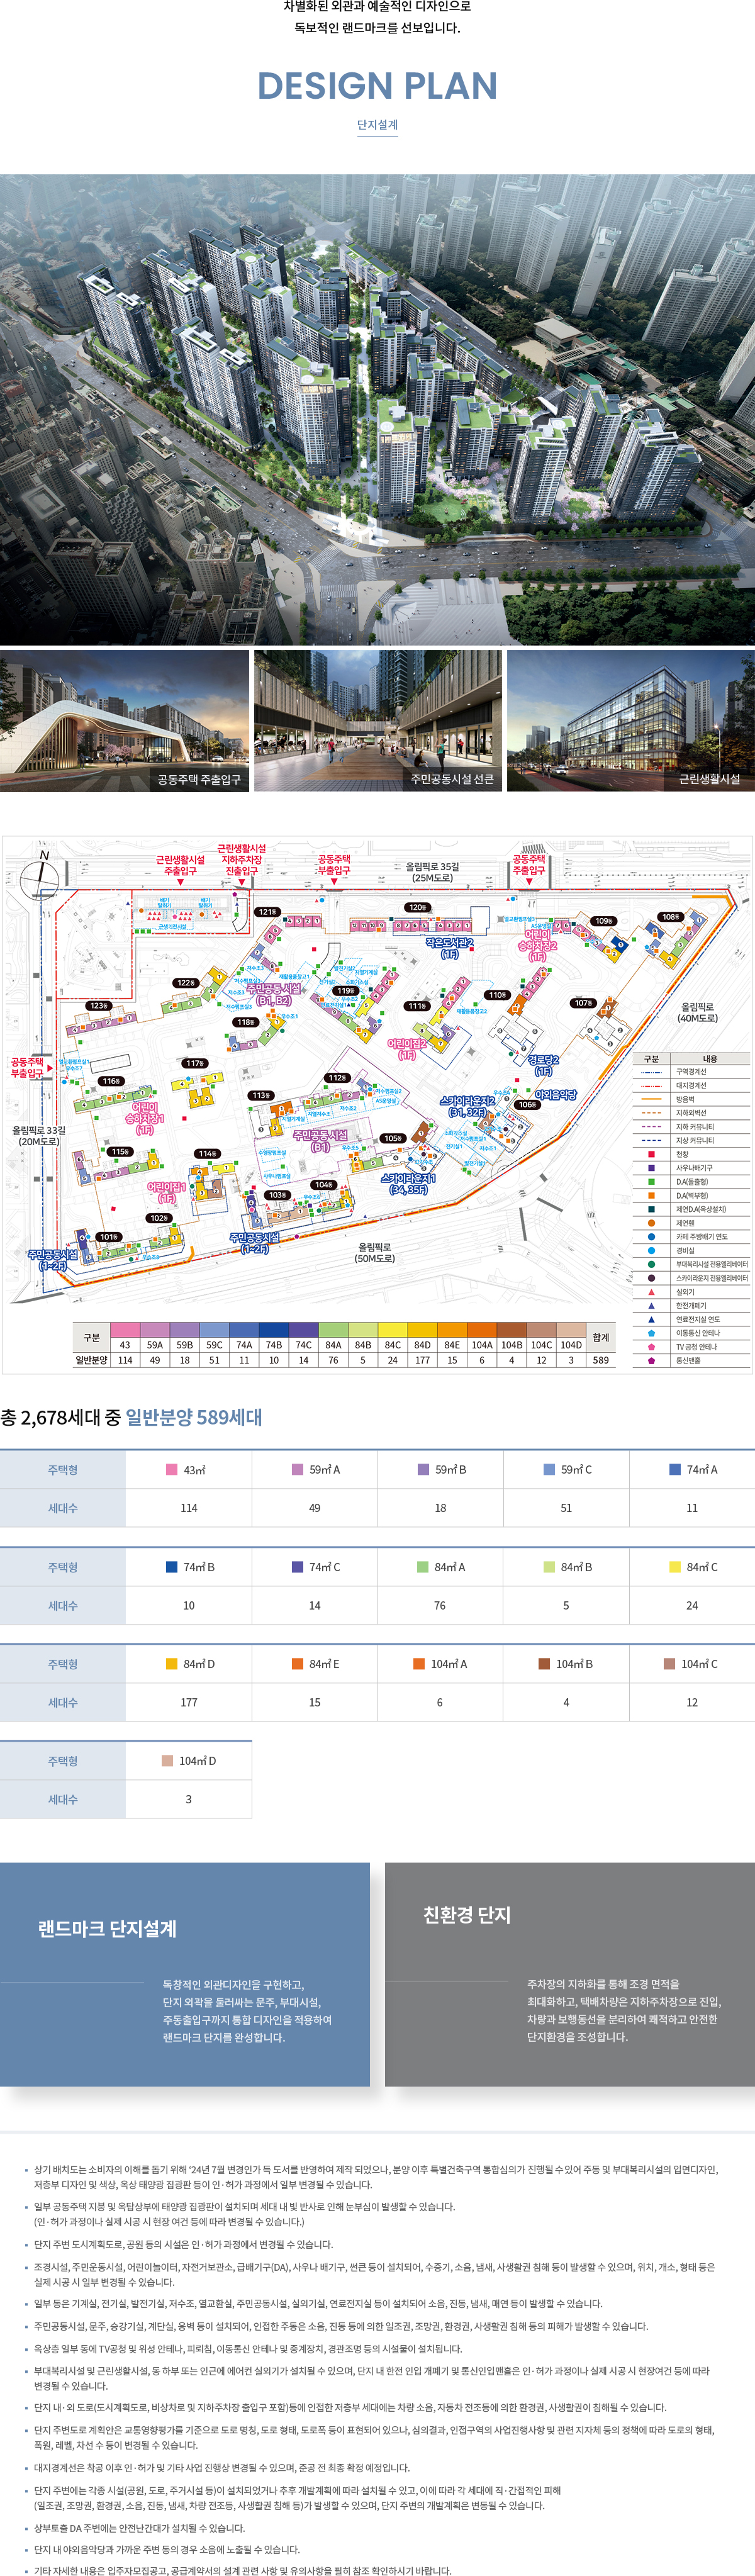 차별화된 외관과 예술적인 디자인으로
독보적인 랜드마크를 선보입니다.
DESIGN PLAN
단지설계
공동주택 주출입구
주민공동시설 선큰
근린생활시설
N
근린생활시설
주출입구
근린생활시설
지하주차장
진출입구
공동주택
부출입구
올림픽로 35길
(25M도로)
공동주택
주출입구
121동
120동
109동
108동
작은도서관2
(1F)
어린이
승하차장2
(1F)
122동
주민공동시설
(B1, B2)
119동
111동
110동
107동
올림픽로
(40M도로)
123동
118동
어린이집2
(1F)
경로당2
(1F)
공동주택
부출입구
117동
116동
112동
113동
스카이라운지2
(31, 32F)
야외음악당
106동
올림픽로 33길
(20M도로)
어린이
승하차장1
(1F)
주민공동시설
(B1)
105동
115동
114동
어린이집1
(1F)
104동
103동
스카이라운지1
(34, 35F)
102동
101동
주민공동시설
(1~2F)
주민공동시설
(1~2F)
올림픽로
(50M도로)
구분 내용
구역경계선
대지경계선
방음벽
지하외벽선
지하 커뮤니티
지상 커뮤니티
천창
사우나배기구
D.A(돌출형)
D.A(벽부형)
제연D.A(옥상설치)
제연휀
카페 주방배기 연도
경비실
부대복리시설 전용엘리베이터
스카이라운지 전용엘리베이터
실외기
한전개폐기
연료전지실 연도
이동통신 안테나
TV 공청 안테나
통신맨홀
구분 43 59A 59B 59C 74A 74B 74C 84A 84B 84C 84D 84E 104A 104B 104C 104D 합계
일반분양 114 49 18 51 11 10 14 76 5 24 177 15 6 4 12 3 589
총 2,678세대 중 일반분양 589세대
주택형 43㎡ 59㎡ A 59㎡ B 59㎡ C 74㎡ A
세대수 114 49 18 51 11
주택형 74㎡ B 74㎡ C 84㎡ A 84㎡ B 84㎡ C
세대수 10 14 76 5 24
주택형 84㎡ D 84㎡ E 104㎡ A 104㎡ B 104㎡ C
세대수 177 15 6 4 12
주택형 104㎡ D
세대수 3
랜드마크 단지설계
독창적인 외관디자인을 구현하고,
단지 외곽을 둘러싸는 문주, 부대시설,
주동출입구까지 통합 디자인을 적용하여
랜드마크 단지를 완성합니다.
친환경 단지
주차장의 지하화를 통해 조경 면적을
최대화하고, 택배차량은 지하주차장으로 진입,
차량과 보행동선을 분리하여 쾌적하고 안전한
단지환경을 조성합니다.
▪ 상기 배치도는 소비자의 이해를 돕기 위해 '24년 7월 변경인가 득 도서를 반영하여 제작 되었으나, 분양 이후 특별건축구역 통합심의가 진행될 수 있어 주동 및 부대복리시설의 입면디자인,
저층부 디자인 및 색상, 옥상 태양광 집광판 등이 인·허가 과정에서 일부 변경될 수 있습니다.
▪ 일부 공동주택 지붕 및 옥탑상부에 태양광 집광판이 설치되며 세대 내 빛 반사로 인해 눈부심이 발생할 수 있습니다.
(인·허가 과정이나 실제 시공 시 현장 여건 등에 따라 변경될 수 있습니다.)
▪ 단지 주변 도시계획도로, 공원 등의 시설은 인·허가 과정에서 변경될 수 있습니다.
▪ 조경시설, 주민운동시설, 어린이놀이터, 자전거보관소, 급배기구(DA), 사우나 배기구, 썬큰 등이 설치되어, 수증기, 소음, 냄새, 사생활권 침해 등이 발생할 수 있으며, 위치, 개소, 형태 등은
실제 시공 시 일부 변경될 수 있습니다.
▪ 일부 동은 기계실, 전기실, 발전기실, 저수조, 열교환실, 주민공동시설, 실외기실, 연료전지실 등이 설치되어 소음, 진동, 냄새, 매연 등이 발생할 수 있습니다.
▪ 주민공동시설, 문주, 승강기실, 계단실, 옹벽 등이 설치되어, 인접한 주동은 소음, 진동 등에 의한 일조권, 조망권, 환경권, 사생활권 침해 등의 피해가 발생할 수 있습니다.
▪ 옥상층 일부 동에 TV공청 및 위성 안테나, 피뢰침, 이동통신 안테나 및 중계장치, 경관조명 등의 시설물이 설치됩니다.
▪ 부대복리시설 및 근린생활시설, 동 하부 또는 인근에 에어컨 실외기가 설치될 수 있으며, 단지 내 한전 인입 개폐기 및 통신인입맨홀은 인·허가 과정이나 실제 시공 시 현장여건 등에 따라
변경될 수 있습니다.
▪ 단지 내·외 도로(도시계획도로, 비상차로 및 지하주차장 출입구 포함)등에 인접한 저층부 세대에는 차량 소음, 자동차 전조등에 의한 환경권, 사생활권이 침해될 수 있습니다.
▪ 단지 주변도로 계획안은 교통영향평가를 기준으로 도로 명칭, 도로 형태, 도로폭 등이 표현되어 있으나, 심의결과, 인접구역의 사업진행사항 및 관련 지자체 등의 정책에 따라 도로의 형태,
폭원, 레벨, 차선 수 등이 변경될 수 있습니다.
▪ 대지경계선은 착공 이후 인·허가 및 기타 사업 진행상 변경될 수 있으며, 준공 전 최종 확정 예정입니다.
▪ 단지 주변에는 각종 시설(공원, 도로, 주거시설 등)이 설치되었거나 추후 개발계획에 따라 설치될 수 있고, 이에 따라 각 세대에 직·간접적인 피해
(일조권, 조망권, 환경권, 소음, 진동, 냄새, 차량 전조등, 사생활권 침해 등)가 발생할 수 있으며, 단지 주변의 개발계획은 변동될 수 있습니다.
▪ 상부토출 DA 주변에는 안전난간대가 설치될 수 있습니다.
▪ 단지 내 야외음악당과 가까운 주변 동의 경우 소음에 노출될 수 있습니다.
▪ 기타 자세한 내용은 입주자모집공고, 공급계약서의 설계 관련 사항 및 유의사항을 필히 참조 확인하시기 바랍니다.